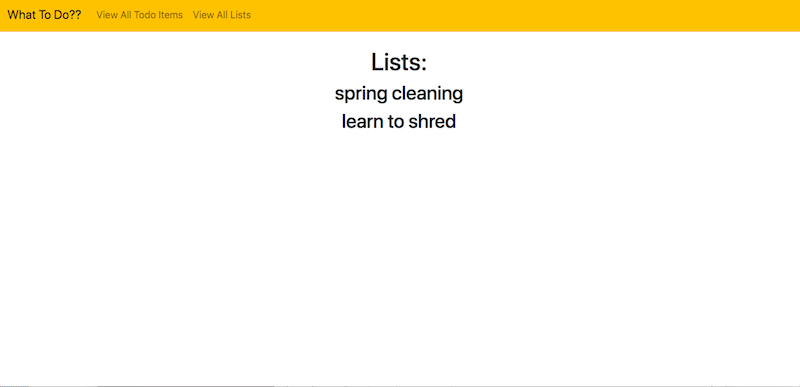 What To Do?? View All Todo Items View All Lists
Lists:
spring cleaning
learn to shred